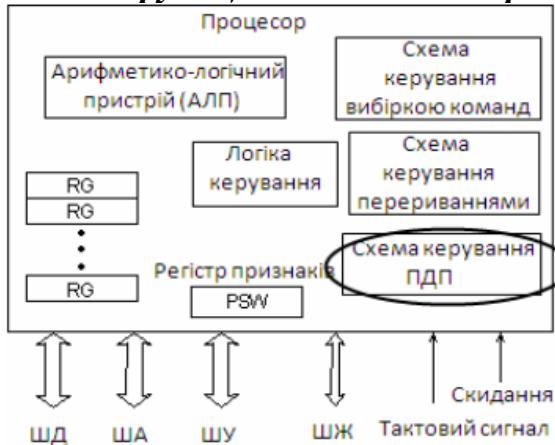 Процесор
Арифметико-логічний
пристрій (АЛП)
Схема
керування
вибіркою команд
Логіка
керування
Схема
керування
перериваннями
RG
RG
RG
Схема керування
ПДП
Регістр признаків
PSW
ШД
ША
ШУ
ШЖ
Скидання
Тактовий сигнал